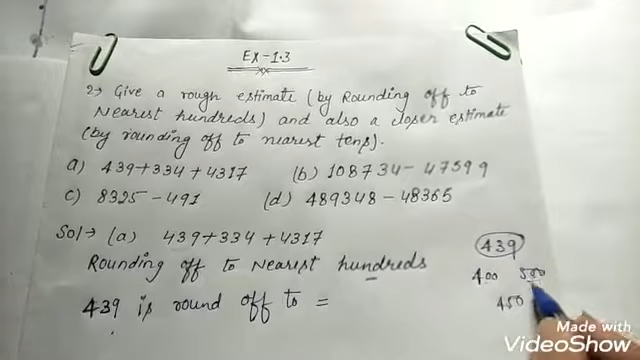 Ex-1.3
2→ Give a rough estimate (by Rounding off to
Nearest hundreds) and also a closer estimate
(by rounding off to nearest tens).
a) 439+334+4317 (b) 108734-47599
c) 8325-491 (d) 489348-48365
Sol→ (a) 439+334+4317
Rounding off to Nearest hundreds
439 is round off to =
439
400 500
450
Made with
VideoShow